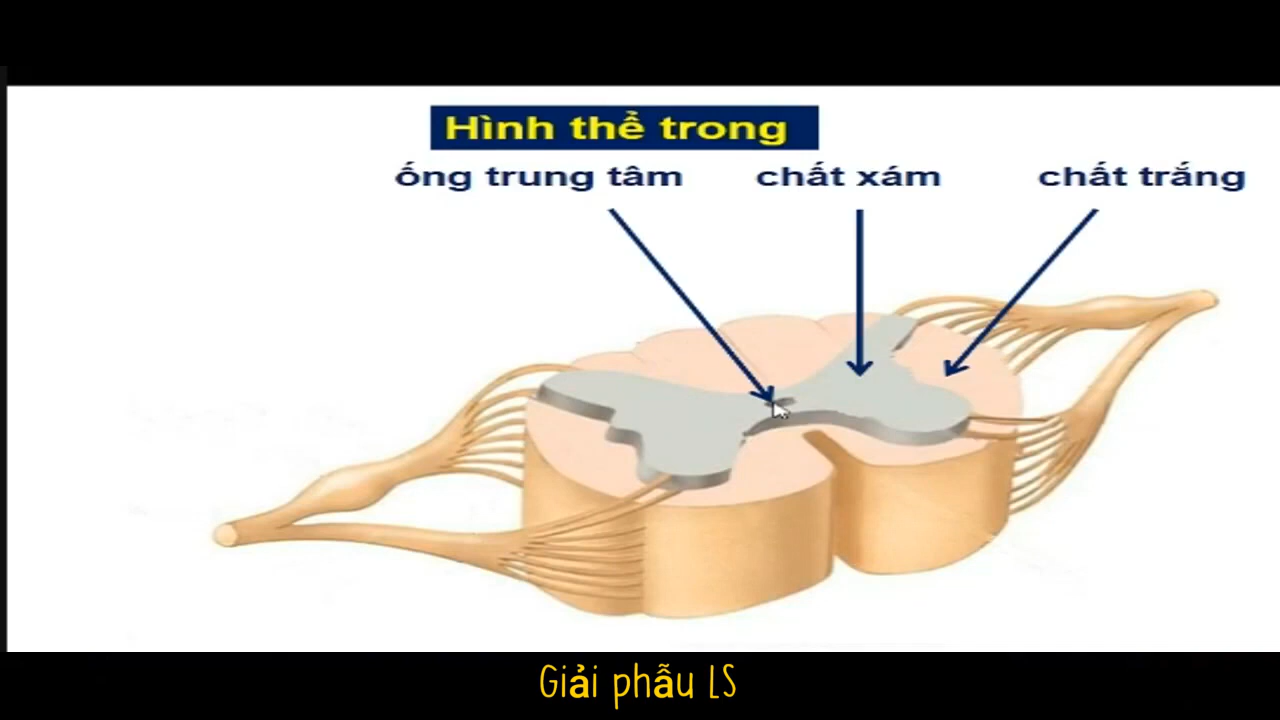 Hình thể trong
ống trung tâm chất xám chất trắng
Giải phẫu LS